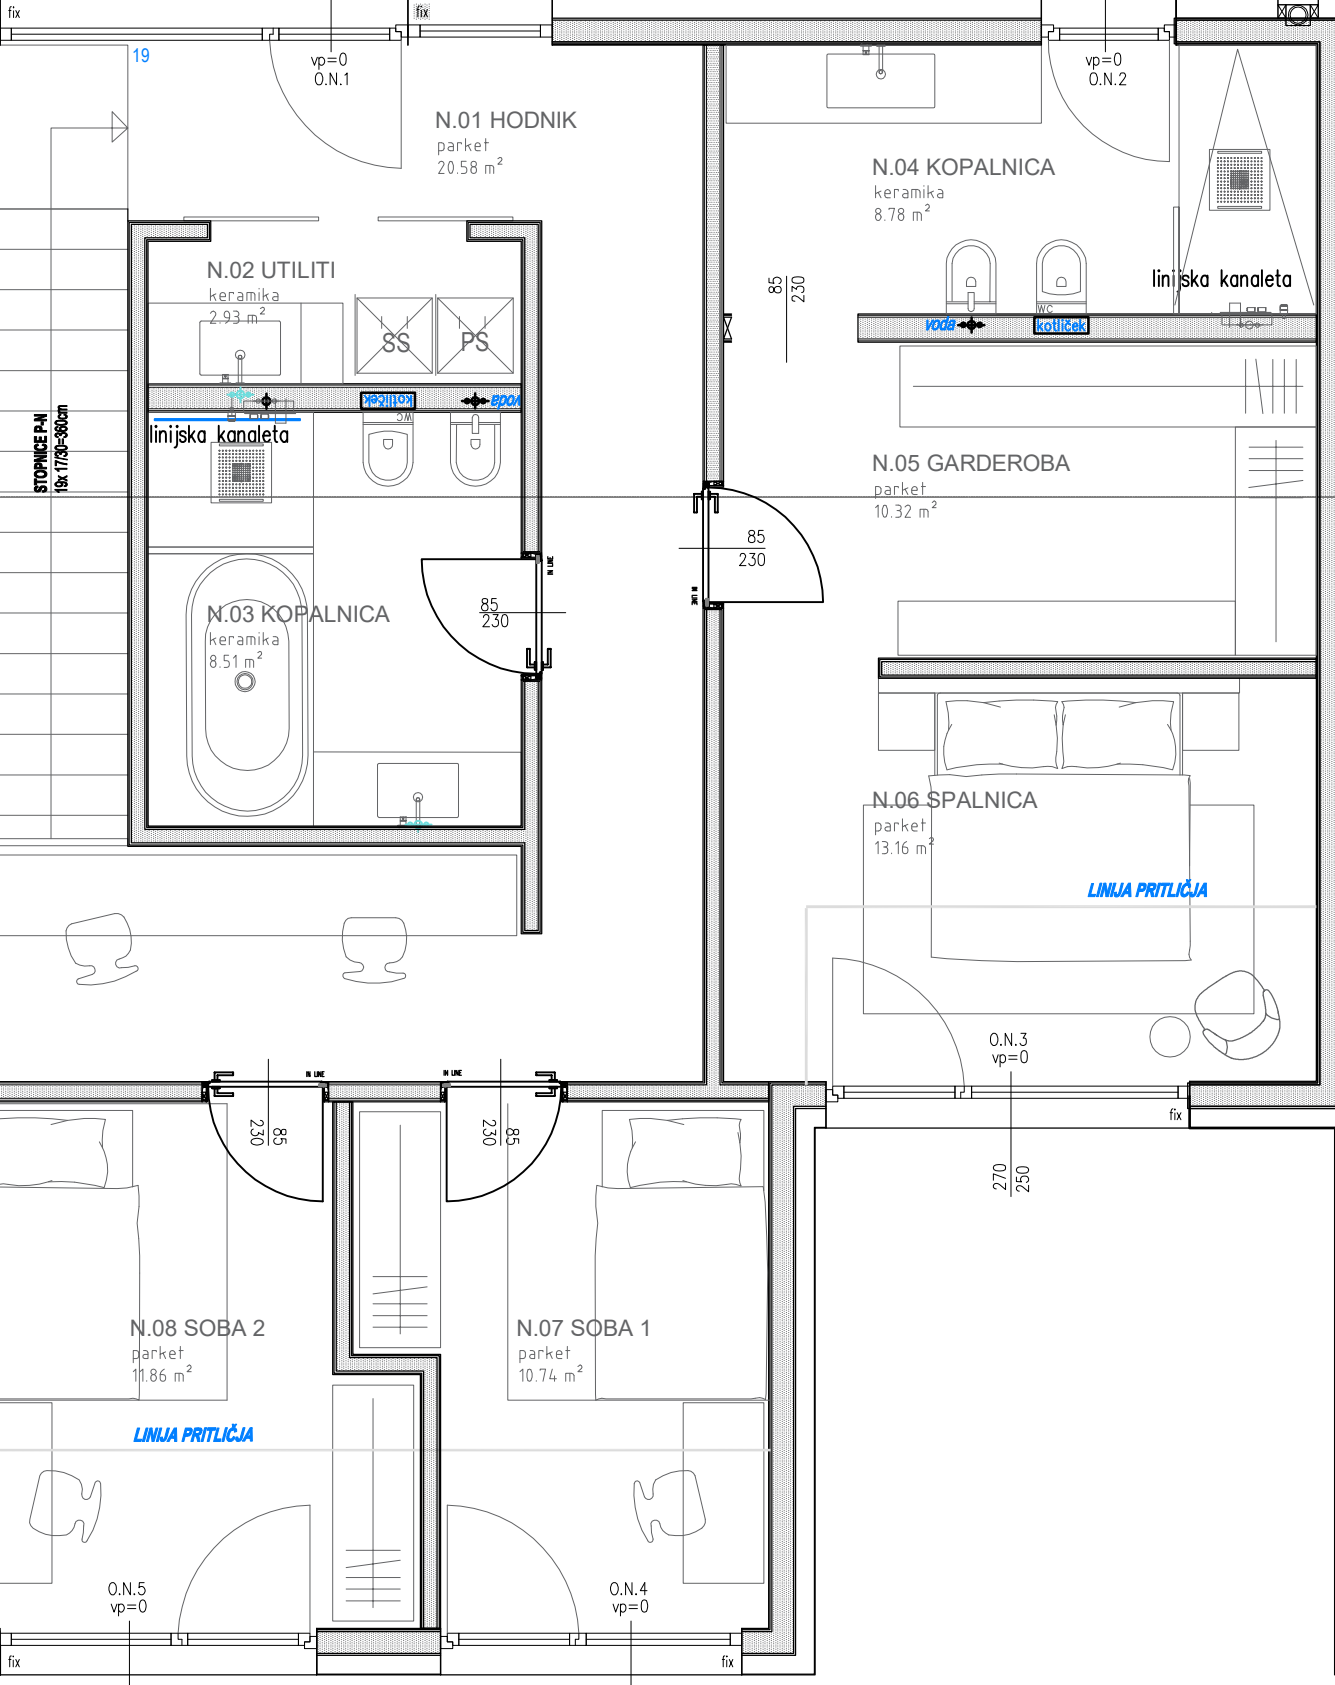 fix
fix
19
vp=0
O.N.1
vp=0
O.N.2
N.01 HODNIK
parket
20.58 m²
N.04 KOPALNICA
keramika
8.78 m²
N.02 UTILITI
keramika
2.93 m²
85
230
linijska kanaleta
WC
voda
kotliček
SS
PS
kotliček
voda
WC
linijska kanaleta
STOPNICE P-N
19x 17/30=360cm
N.05 GARDEROBA
parket
10.32 m²
85
230
IN LINE
IN LINE
85
230
N.03 KOPALNICA
keramika
8.51 m²
N.06 SPALNICA
parket
13.16 m²
LINIJA PRITLIČJA
O.N.3
vp=0
IN LINE
IN LINE
fix
85
230
85
230
270
250
N.08 SOBA 2
parket
11.86 m²
N.07 SOBA 1
parket
10.74 m²
LINIJA PRITLIČJA
O.N.5
vp=0
O.N.4
vp=0
fix
fix